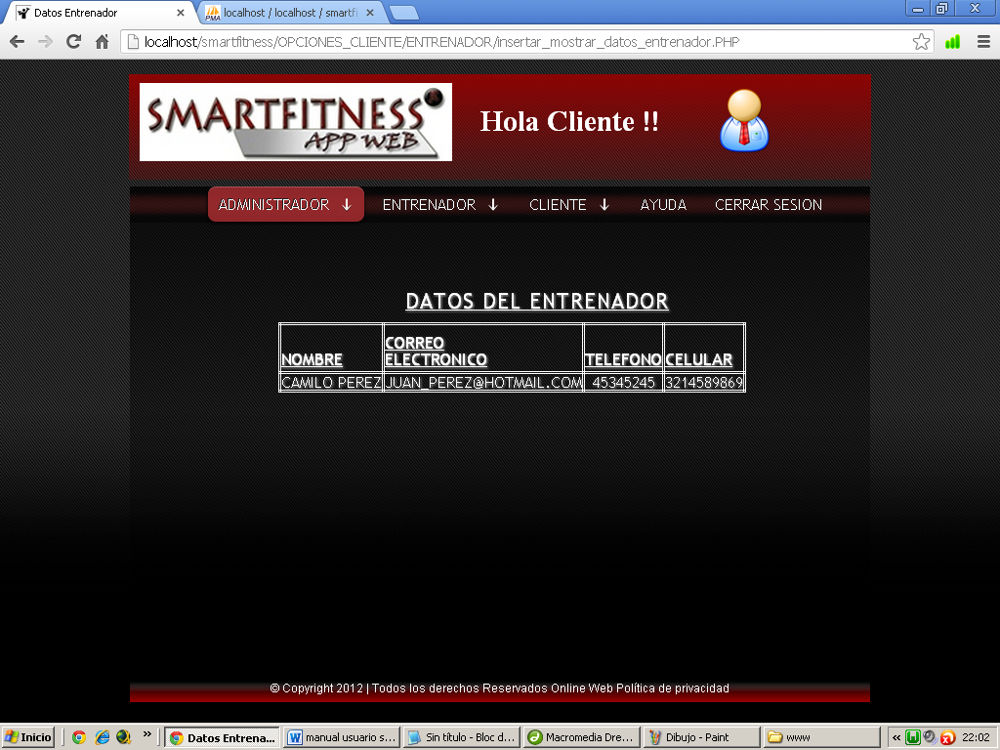 Datos Entrenador
localhost / localhost / smartfi
localhost/smartfitness/OPCIONES_CLIENTE/ENTRENADOR/insertar_mostrar_datos_entrenador.PHP
SMARTFITNESS
APP WEB
Hola Cliente !!
ADMINISTRADOR ↓ ENTRENADOR ↓ CLIENTE ↓ AYUDA CERRAR SESION
DATOS DEL ENTRENADOR
NOMBRE CORREO ELECTRONICO TELEFONO CELULAR
CAMILO PEREZ JUAN_PEREZ@HOTMAIL.COM 45345245 3214589869
© Copyright 2012 | Todos los derechos Reservados Online Web Política de privacidad
Inicio » Datos Entrena... manual usuario s... Sin título - Bloc d... Macromedia Dre... Dibujo - Paint www « 22:02